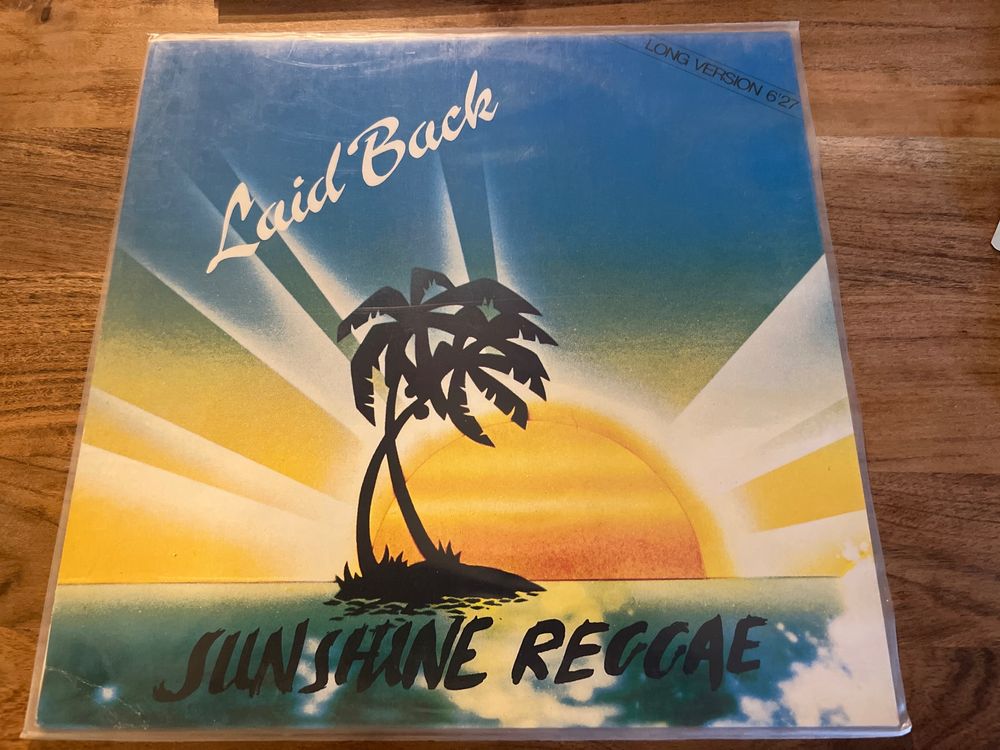 LONG VERSION 6'27
Laid Back
SUNSHINE REGGAE